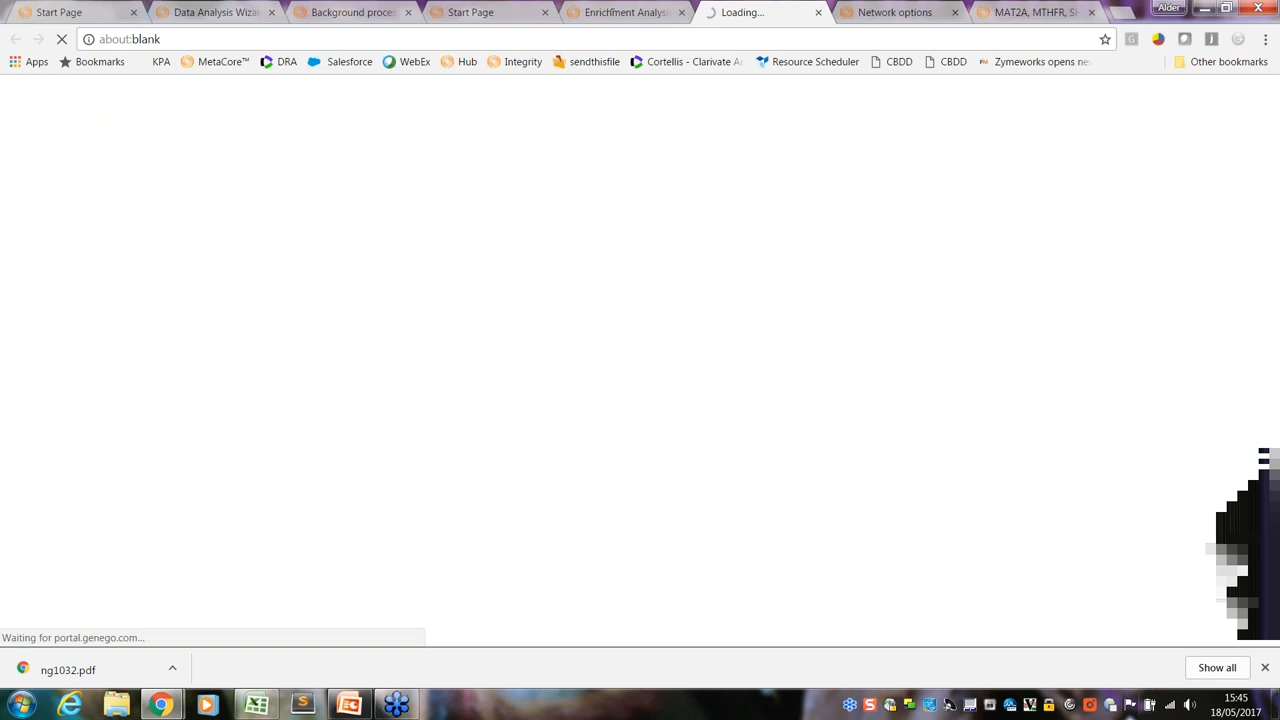 Start Page
Data Analysis Wiza
Background proce
Start Page
Enrichment Analys
Loading...
Network options
MAT2A, MTHFR, S
Alder
about:blank
Apps
Bookmarks
KPA
MetaCore™
DRA
Salesforce
WebEx
Hub
Integrity
sendthisfile
Cortellis - Clarivate A
Resource Scheduler
CBDD
CBDD
Zymeworks opens ne
Other bookmarks
Waiting for portal.genego.com...
ng1032.pdf
Show all
15:45
18/05/2017